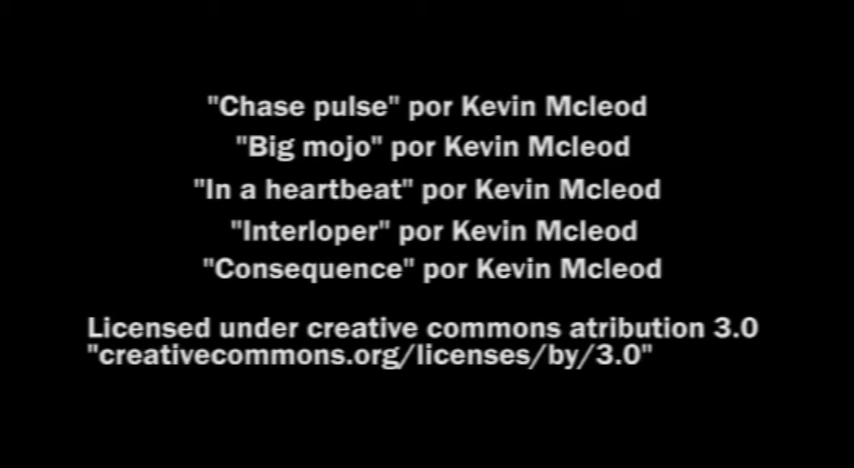 "Chase pulse" por Kevin Mcleod
"Big mojo" por Kevin Mcleod
"In a heartbeat" por Kevin Mcleod
"Interloper" por Kevin Mcleod
"Consequence" por Kevin Mcleod
Licensed under creative commons atribution 3.0
"creativecommons.org/licenses/by/3.0"